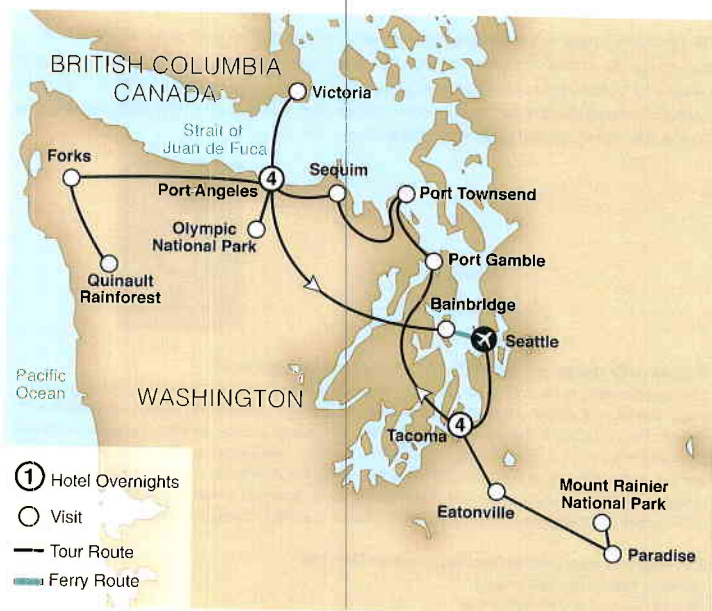 BRITISH COLUMBIA
CANADA
Victoria
Strait of
Juan de Fuca
Forks
Port Angeles
4
Sequim
Port Townsend
Olympic
National Park
Port Gamble
Quinault
Rainforest
Bainbridge
Seattle
Pacific
Ocean
WASHINGTON
Tacoma
4
Mount Rainier
National Park
Eatonville
Paradise
1 Hotel Overnights
Visit
Tour Route
Ferry Route